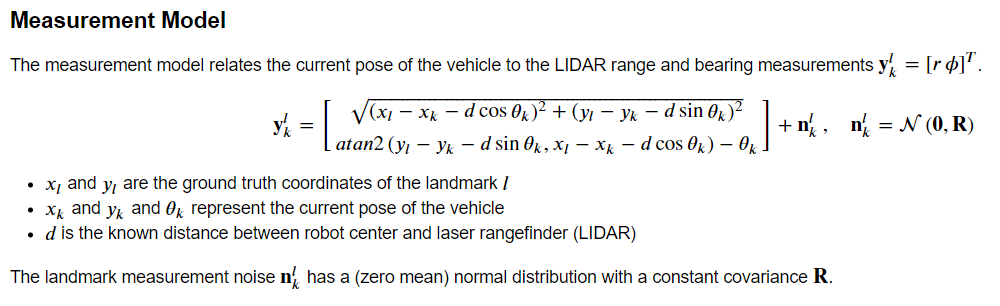 Measurement Model
The measurement model relates the current pose of the vehicle to the LIDAR range and bearing measurements $\mathbf{y}_k^l = [r \ \phi]^T$.
$\mathbf{y}_k^l = \begin{bmatrix} \sqrt{(x_l - x_k - d\cos\theta_k)^2 + (y_l - y_k - d\sin\theta_k)^2} \\ atan2\,(y_l - y_k - d\sin\theta_k, x_l - x_k - d\cos\theta_k) - \theta_k \end{bmatrix} + \mathbf{n}_k^l\ , \quad \mathbf{n}_k^l = \mathcal{N}(\mathbf{0}, \mathbf{R})$
• $x_l$ and $y_l$ are the ground truth coordinates of the landmark $l$
• $x_k$ and $y_k$ and $\theta_k$ represent the current pose of the vehicle
• $d$ is the known distance between robot center and laser rangefinder (LIDAR)
The landmark measurement noise $\mathbf{n}_k^l$ has a (zero mean) normal distribution with a constant covariance $\mathbf{R}$.